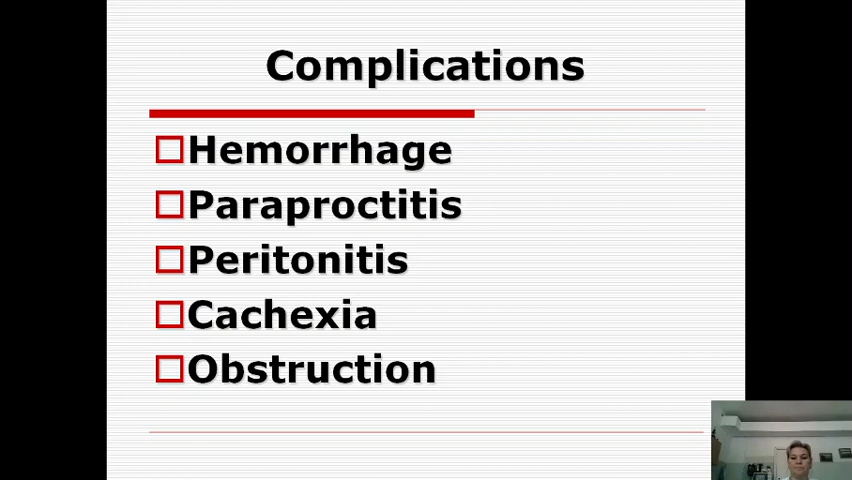 Complications
Hemorrhage
Paraproctitis
Peritonitis
Cachexia
Obstruction